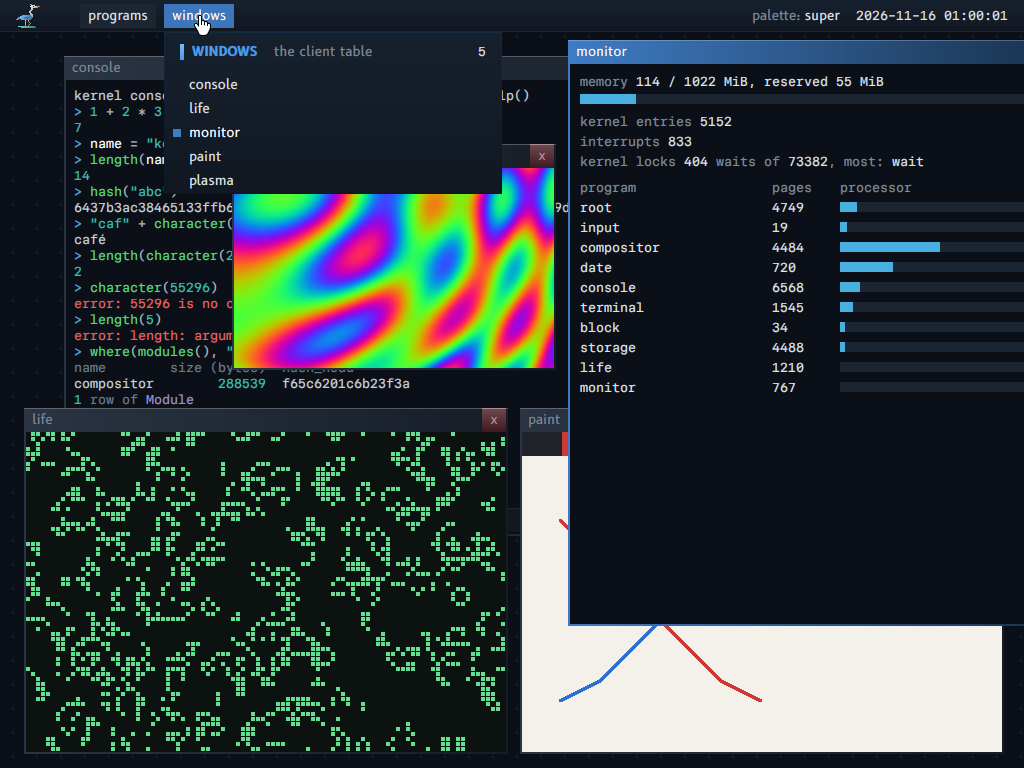 programs windows palette: super 2026-11-16 01:00:01
WINDOWS the client table 5
console
life
monitor
paint
plasma
console
kernel lp()
> 1 + 2 * 3
7
> name =
> length(
14
> hash("abc")
6437b3ac38465133ffb6
> "caf" + character(
café
> length(character(2
2
> character(55296)
error: 55296 is no
> length(5)
error: length:
> where(modules(), "
name size
compositor 288539 f65c6201c6b23f3a
1 row of Module
x
monitor
memory 114 / 1022 MiB, reserved 55 MiB
kernel entries 5152
interrupts 833
kernel locks 404 waits of 73382, most: wait
program pages processor
root 4749
input 19
compositor 4484
date 720
console 6568
terminal 1545
block 34
storage 4488
life 1210
monitor 767
life x
paint